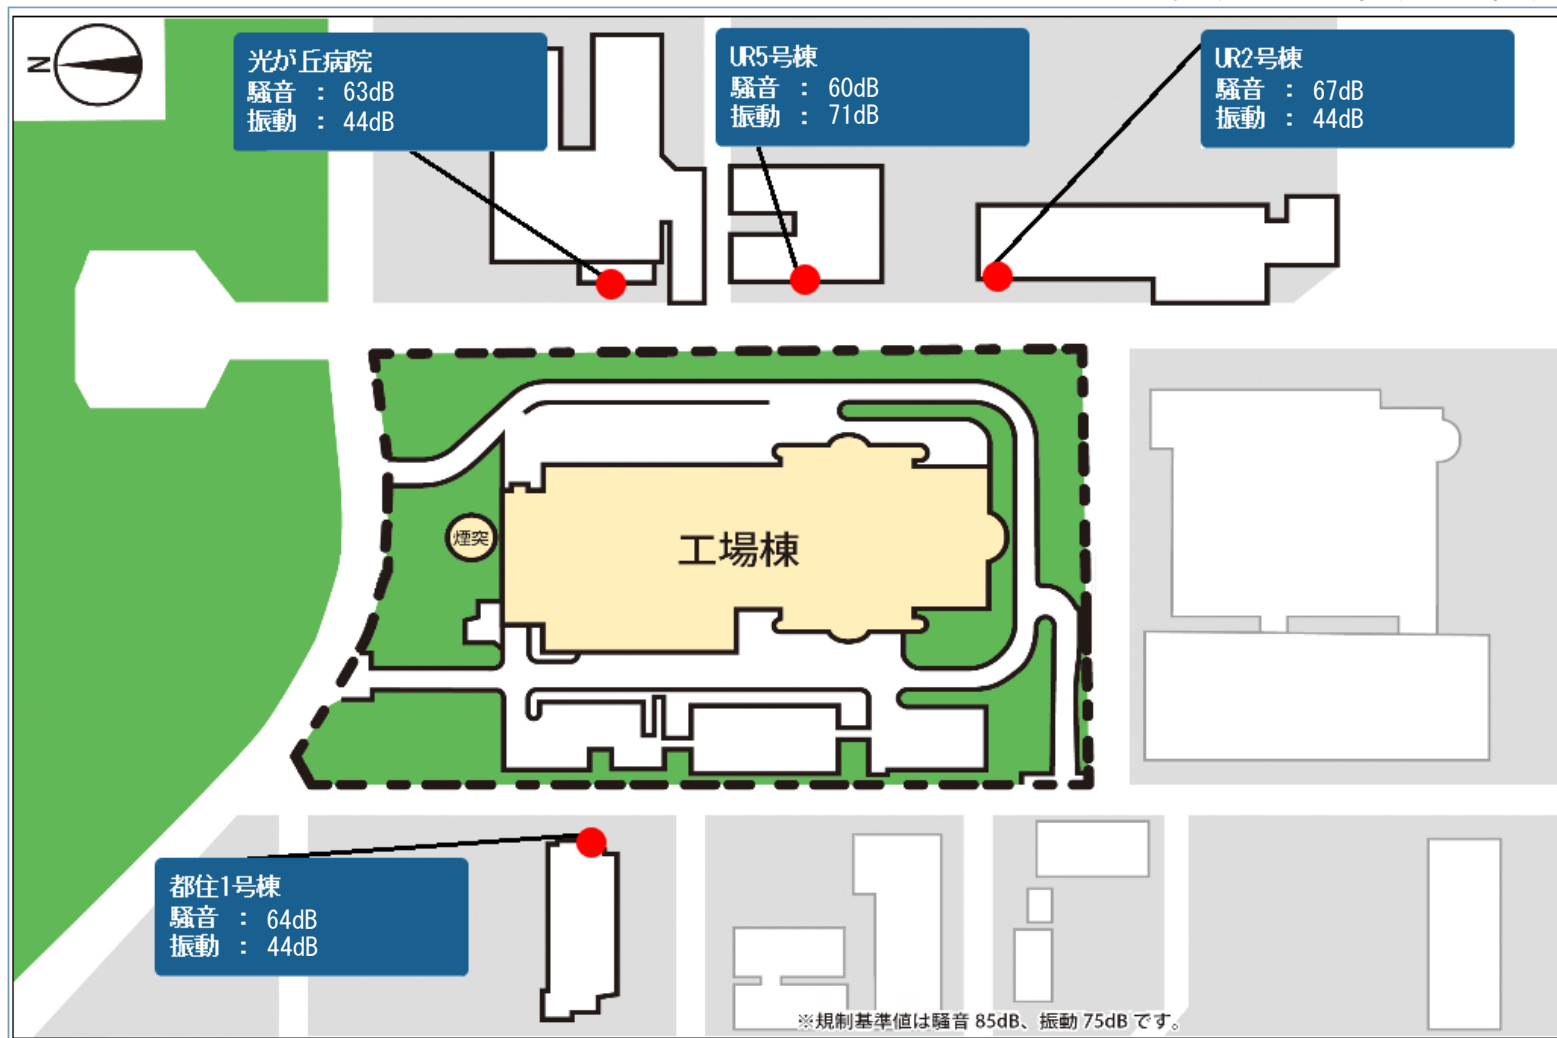 N
光が丘病院
騒音 : 63dB
振動 : 44dB
UR5号棟
騒音 : 60dB
振動 : 71dB
UR2号棟
騒音 : 67dB
振動 : 44dB
煙突
工場棟
都住1号棟
騒音 : 64dB
振動 : 44dB
※規制基準値は騒音 85dB、振動 75dB です。